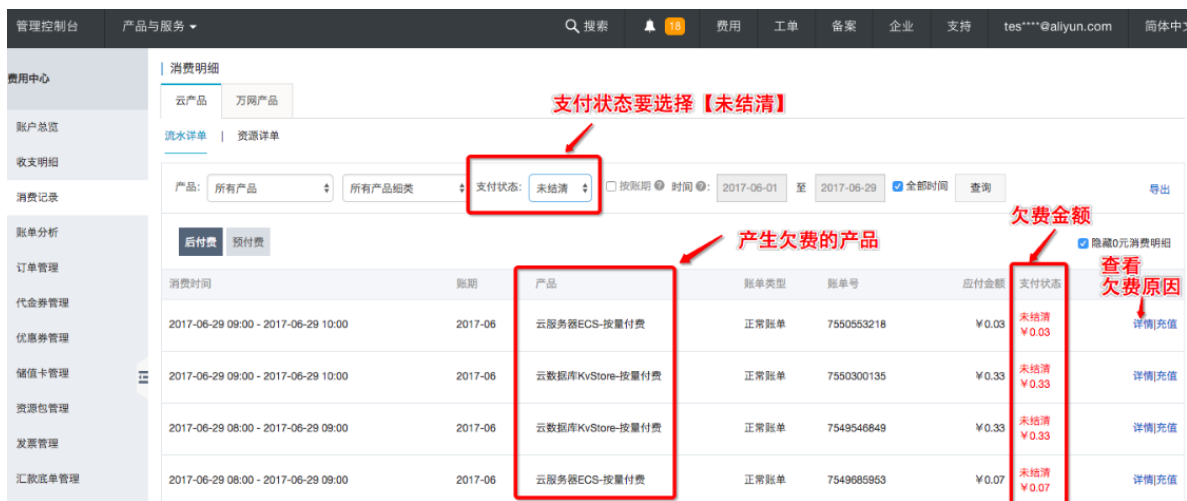 管理控制台 产品与服务 搜索 18 费用 工单 备案 企业 支持 tes****@aliyun.com 简体中文
费用中心
账户总览
收支明细
消费记录
账单分析
订单管理
代金券管理
优惠券管理
储值卡管理
资源包管理
发票管理
汇款底单管理
消费明细
云产品 万网产品
支付状态要选择【未结清】
流水详单 | 资源详单
产品: 所有产品 所有产品细类 支付状态: 未结清 按账期 时间: 2017-06-01 至 2017-06-29 全部时间 查询 导出
欠费金额
后付费 预付费 产生欠费的产品 隐藏0元消费明细
查看
欠费原因
消费时间 账期 产品 账单类型 账单号 应付金额 支付状态
2017-06-29 09:00 - 2017-06-29 10:00 2017-06 云服务器ECS-按量付费 正常账单 7550553218 ¥0.03 未结清 ¥0.03 详情|充值
2017-06-29 09:00 - 2017-06-29 10:00 2017-06 云数据库KvStore-按量付费 正常账单 7550300135 ¥0.33 未结清 ¥0.33 详情|充值
2017-06-29 08:00 - 2017-06-29 09:00 2017-06 云数据库KvStore-按量付费 正常账单 7549546849 ¥0.33 未结清 ¥0.33 详情|充值
2017-06-29 08:00 - 2017-06-29 09:00 2017-06 云服务器ECS-按量付费 正常账单 7549685953 ¥0.07 未结清 ¥0.07 详情|充值